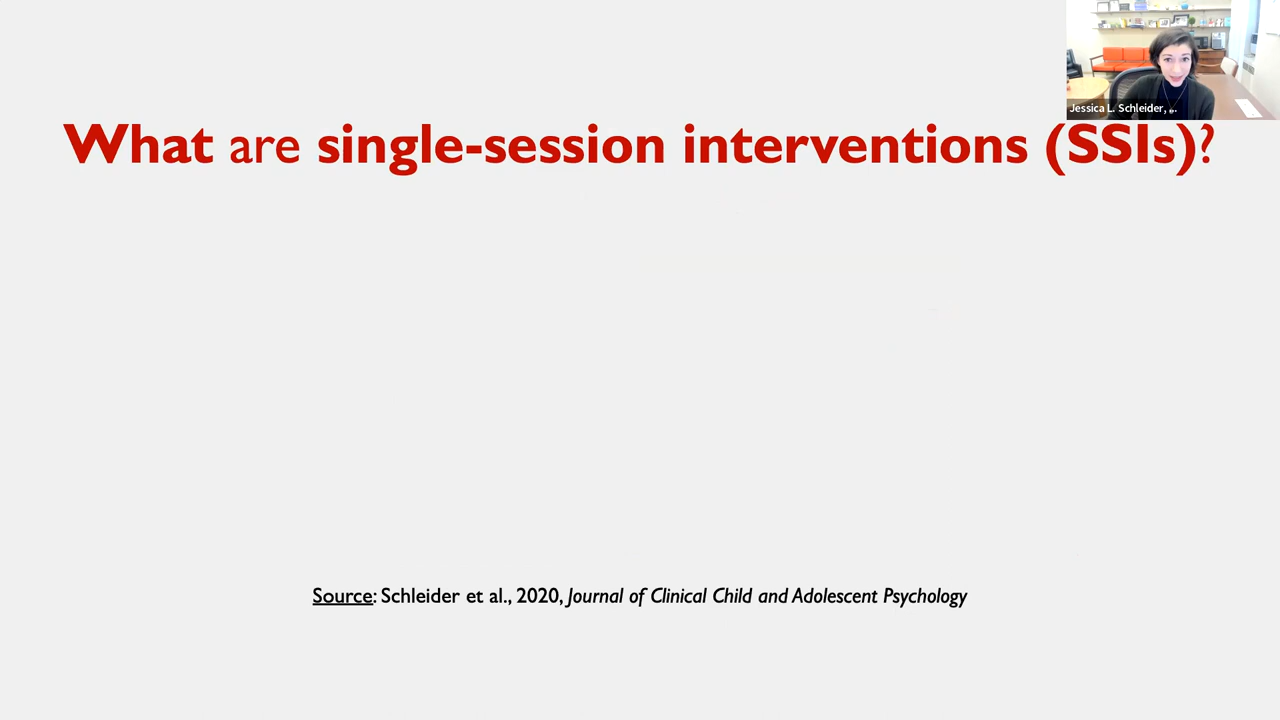 Jessica L. Schleider, ...
What are single-session interventions (SSIs)?
Source: Schleider et al., 2020, Journal of Clinical Child and Adolescent Psychology